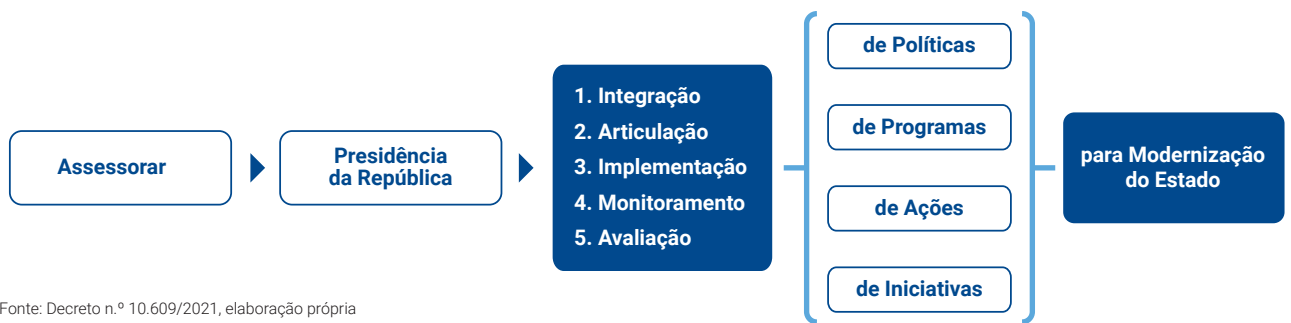 Assessorar
Presidência
da República
1. Integração
2. Articulação
3. Implementação
4. Monitoramento
5. Avaliação
de Políticas
de Programas
de Ações
de Iniciativas
para Modernização
do Estado
Fonte: Decreto n.º 10.609/2021, elaboração própria